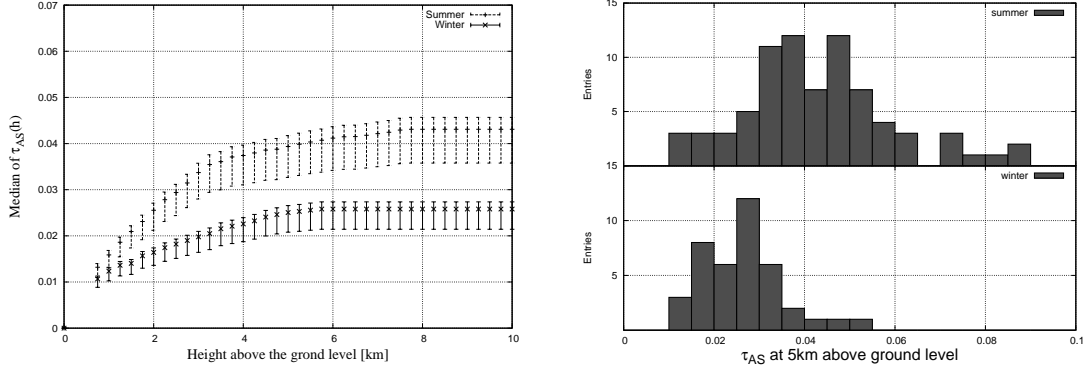 0.07
0.06
0.05
0.04
0.03
0.02
0.01
0
Median of τAS(h)
Summer
Winter
0 2 4 6 8 10
Height above the grond level [km]
15
10
5
Entries
summer
15
10
5
Entries
winter
0 0.02 0.04 0.06 0.08 0.1
τAS at 5km above ground level